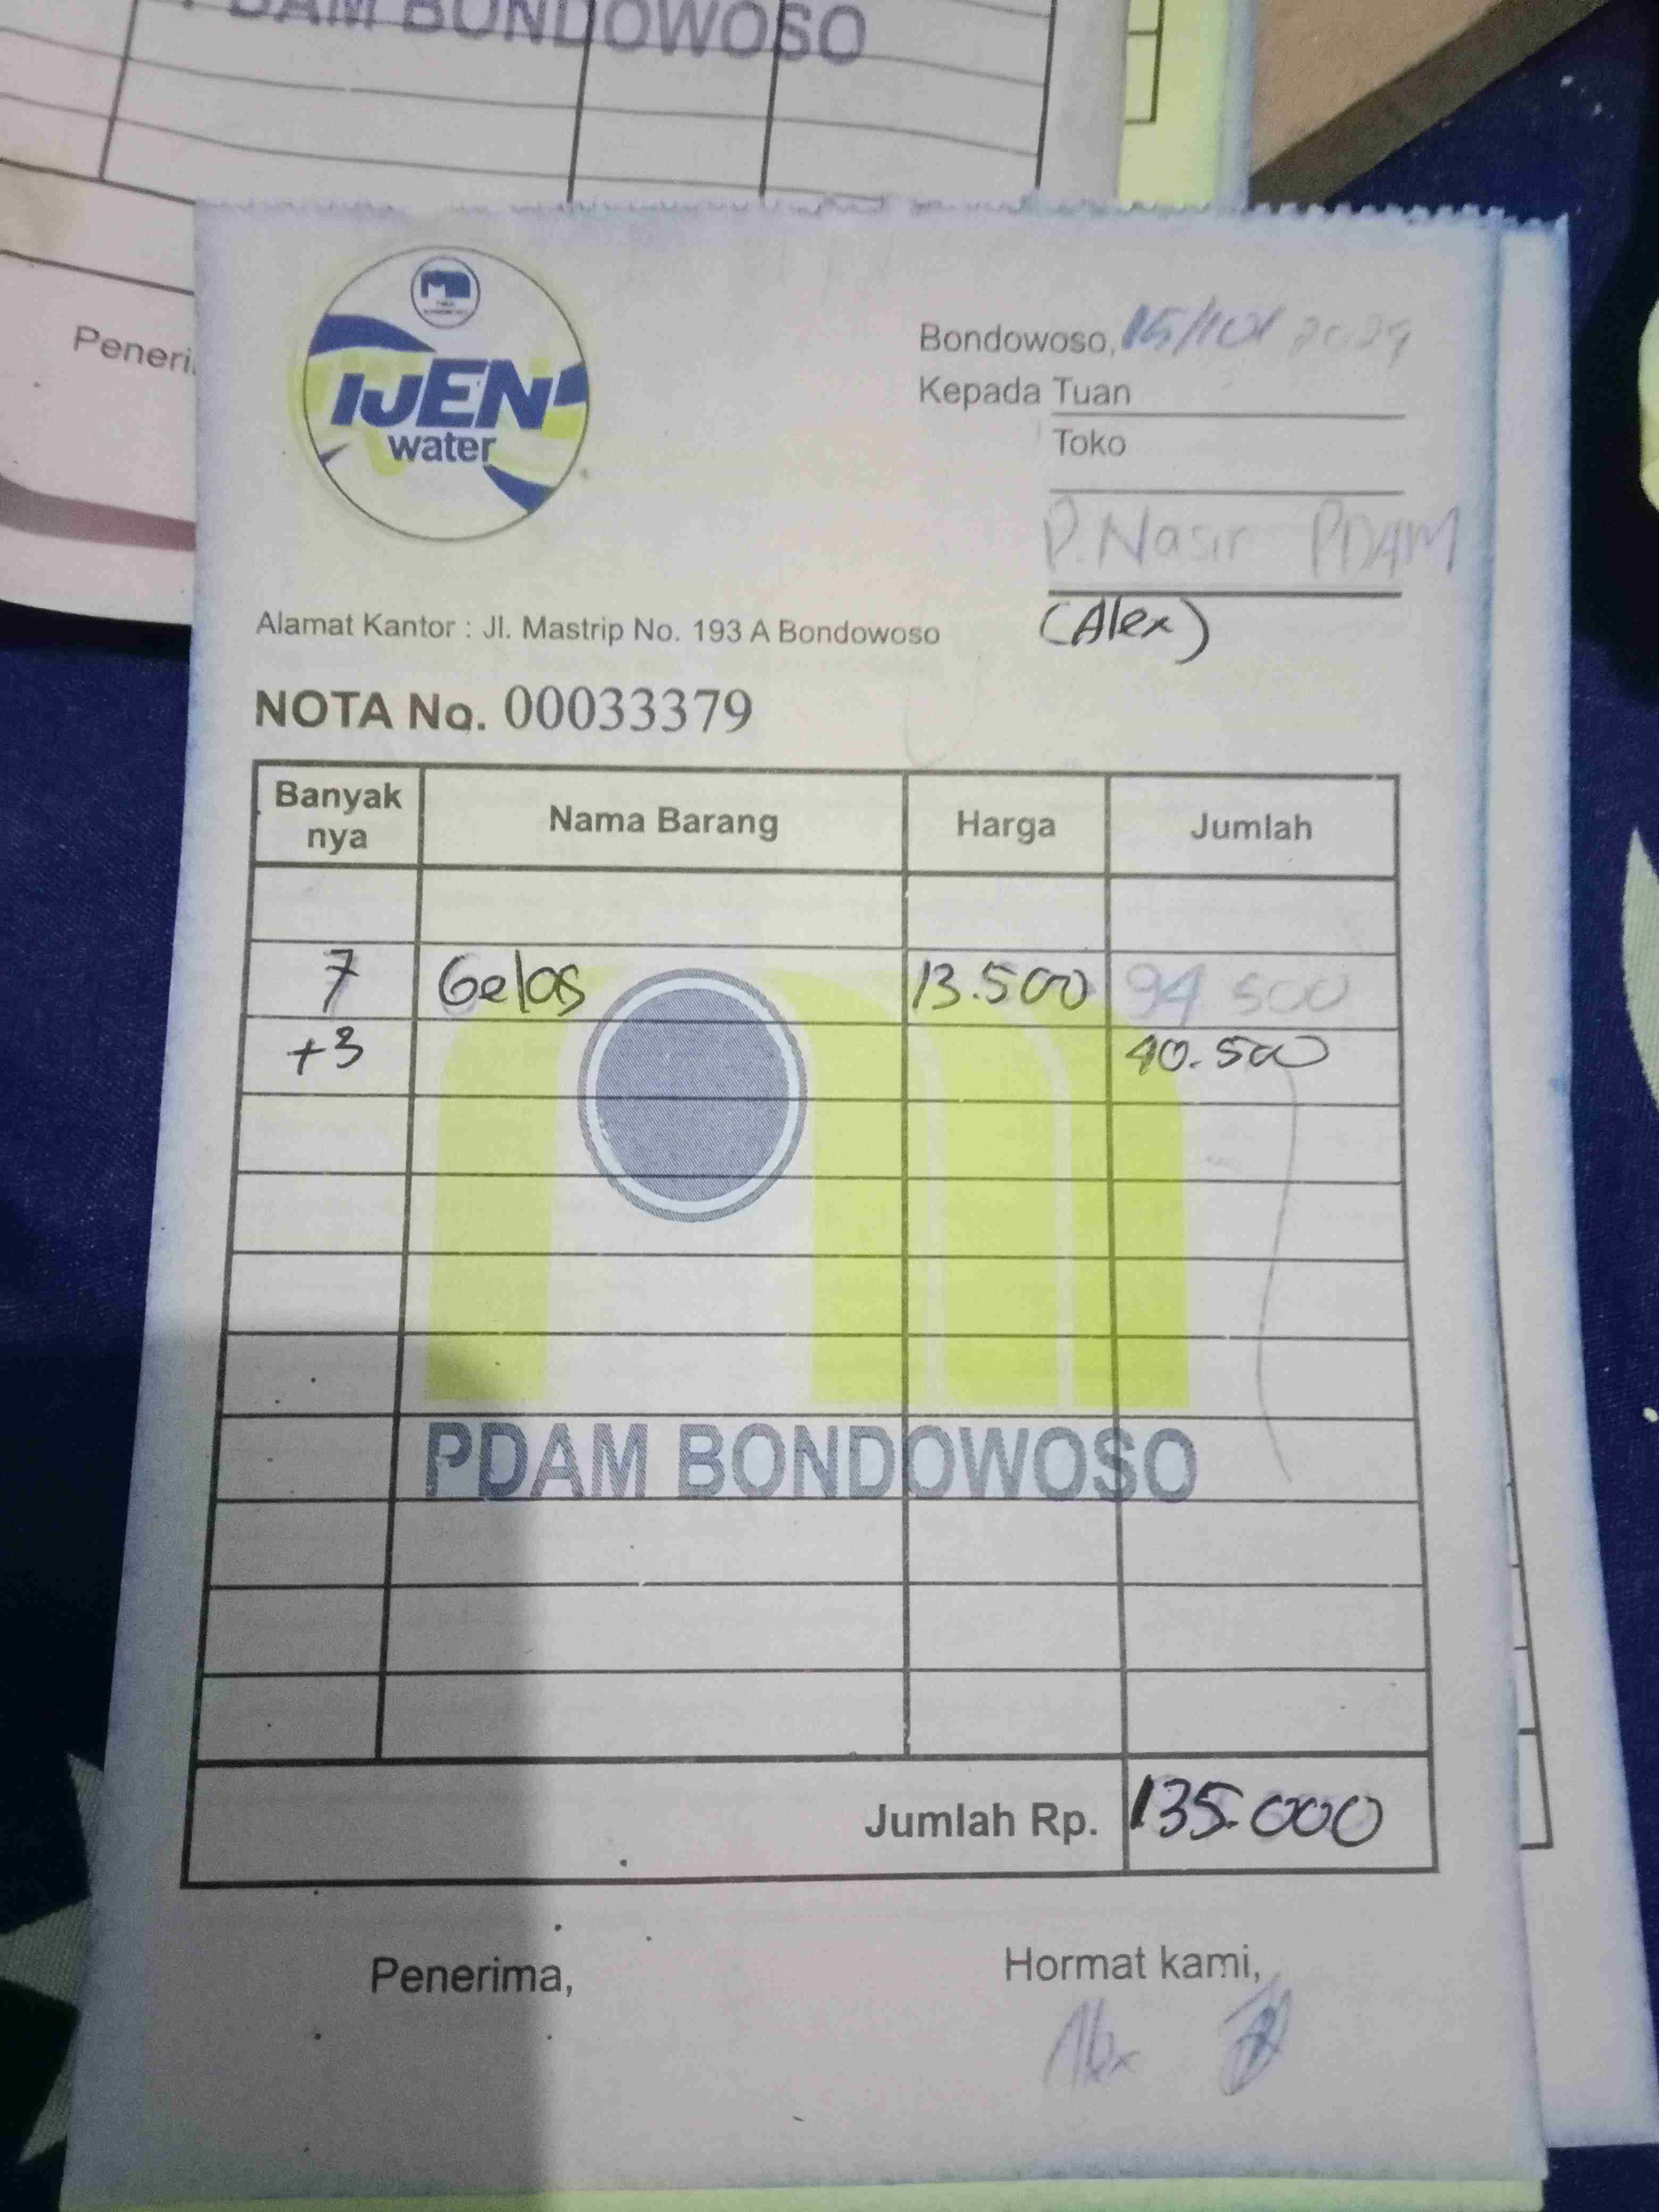 PDAM BONDOWOSO
Peneri
IJEN
water
Bondowoso, 15/10/2024
Kepada Tuan
Toko
P. Nasir PDAM
(Alex)
Alamat Kantor : Jl. Mastrip No. 193 A Bondowoso
NOTA No. 00033379
Banyak nya Nama Barang Harga Jumlah
7 Gelas 13.500 94.500
+3 40.500
PDAM BONDOWOSO
Jumlah Rp. 135.000
Penerima, Hormat kami,
Alex